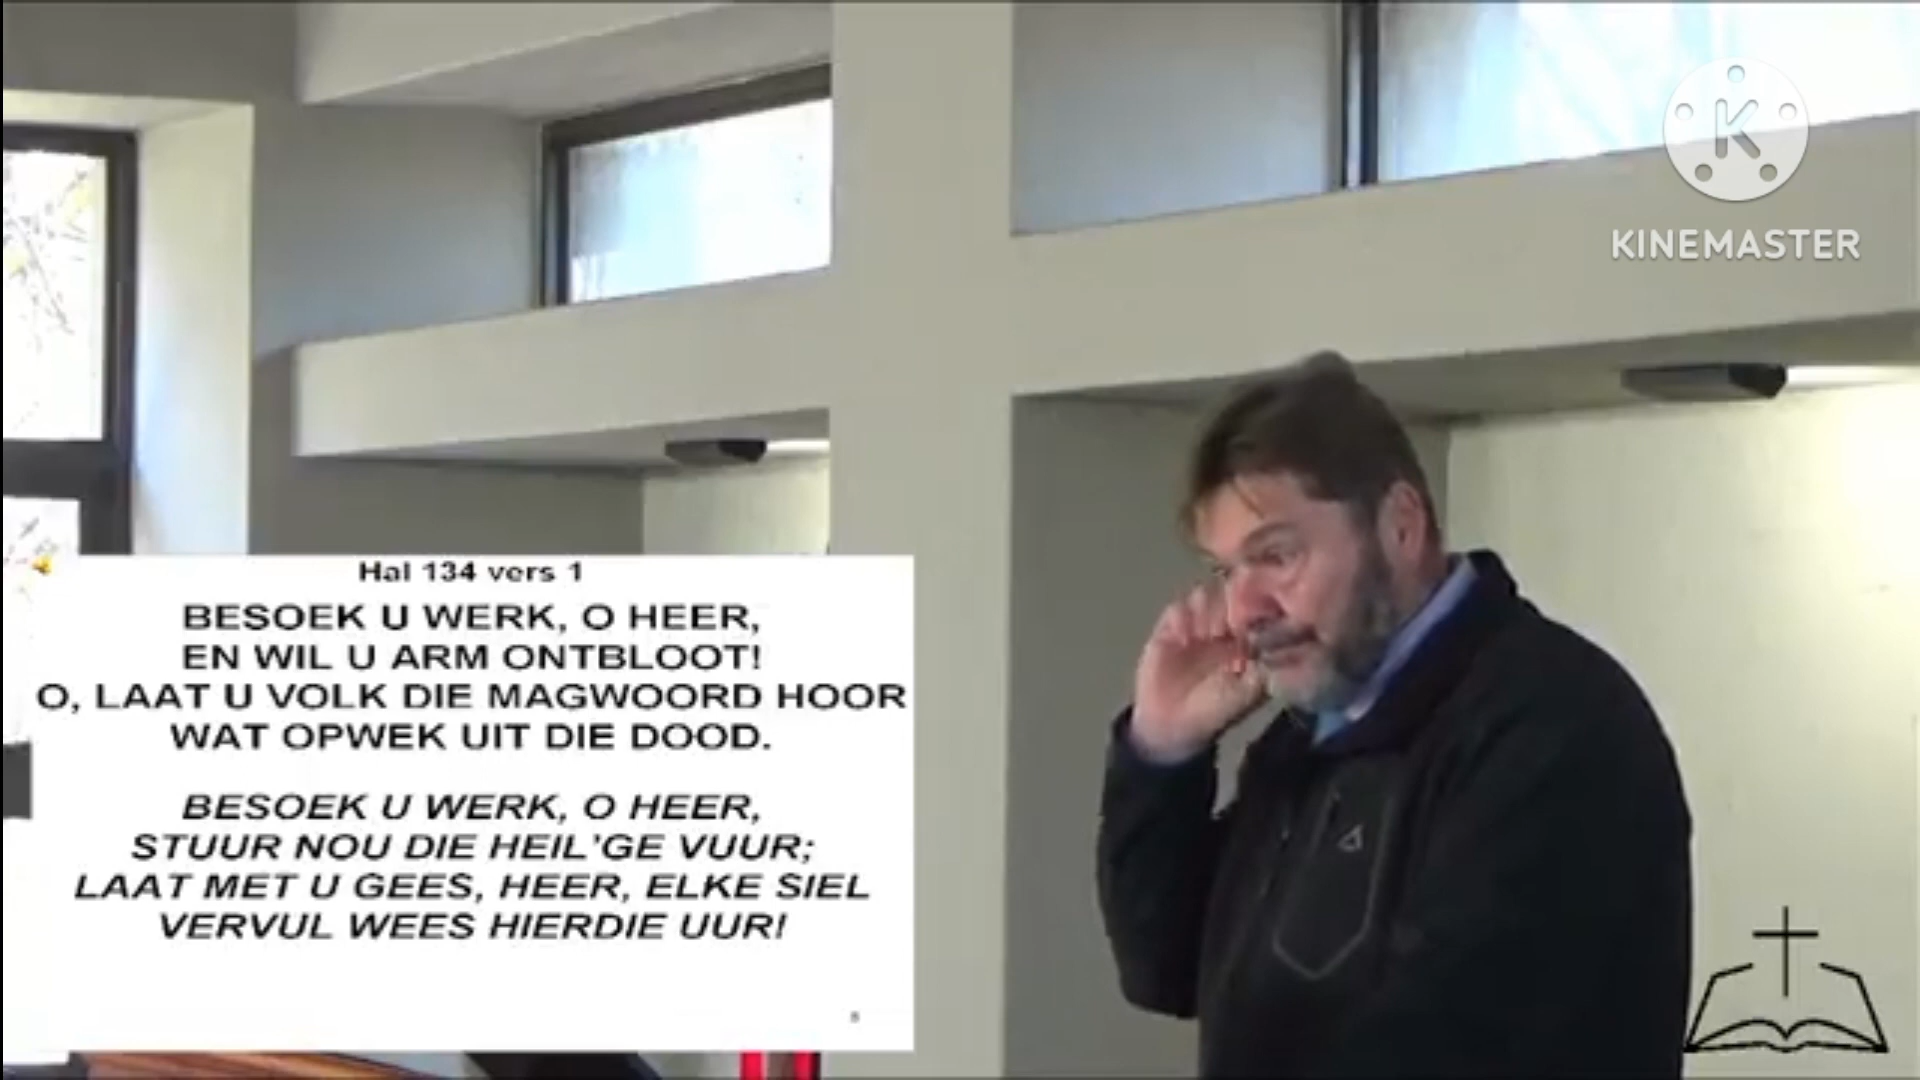 K
KINEMASTER
Hal 134 vers 1
BESOEK U WERK, O HEER,
EN WIL U ARM ONTBLOOT!
O, LAAT U VOLK DIE MAGWOORD HOOR
WAT OPWEK UIT DIE DOOD.
BESOEK U WERK, O HEER,
STUUR NOU DIE HEIL'GE VUUR;
LAAT MET U GEES, HEER, ELKE SIEL
VERVUL WEES HIERDIE UUR!